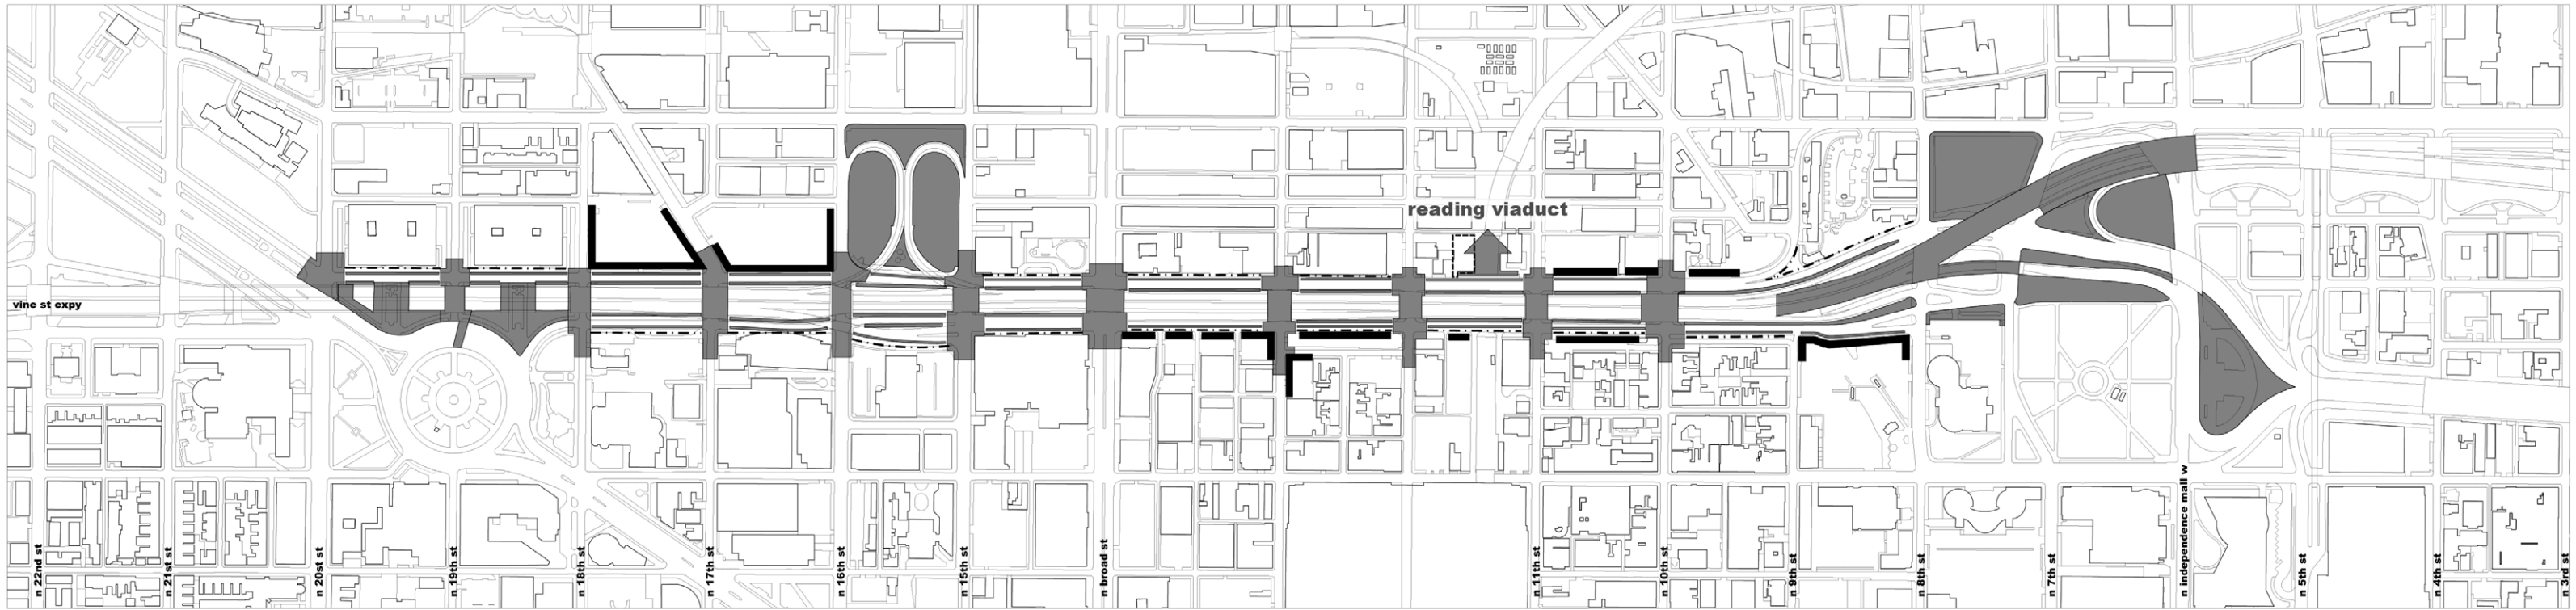 reading viaduct
vine st expy
n 22nd st
n 21st st
n 20st st
n 19th st
n 18th st
n 17th st
n 16th st
n 15th st
n broad st
n 11th st
n 10th st
n 9th st
n 8th st
n 7th st
n independence mall w
n 5th st
n 4th st
n 3rd st